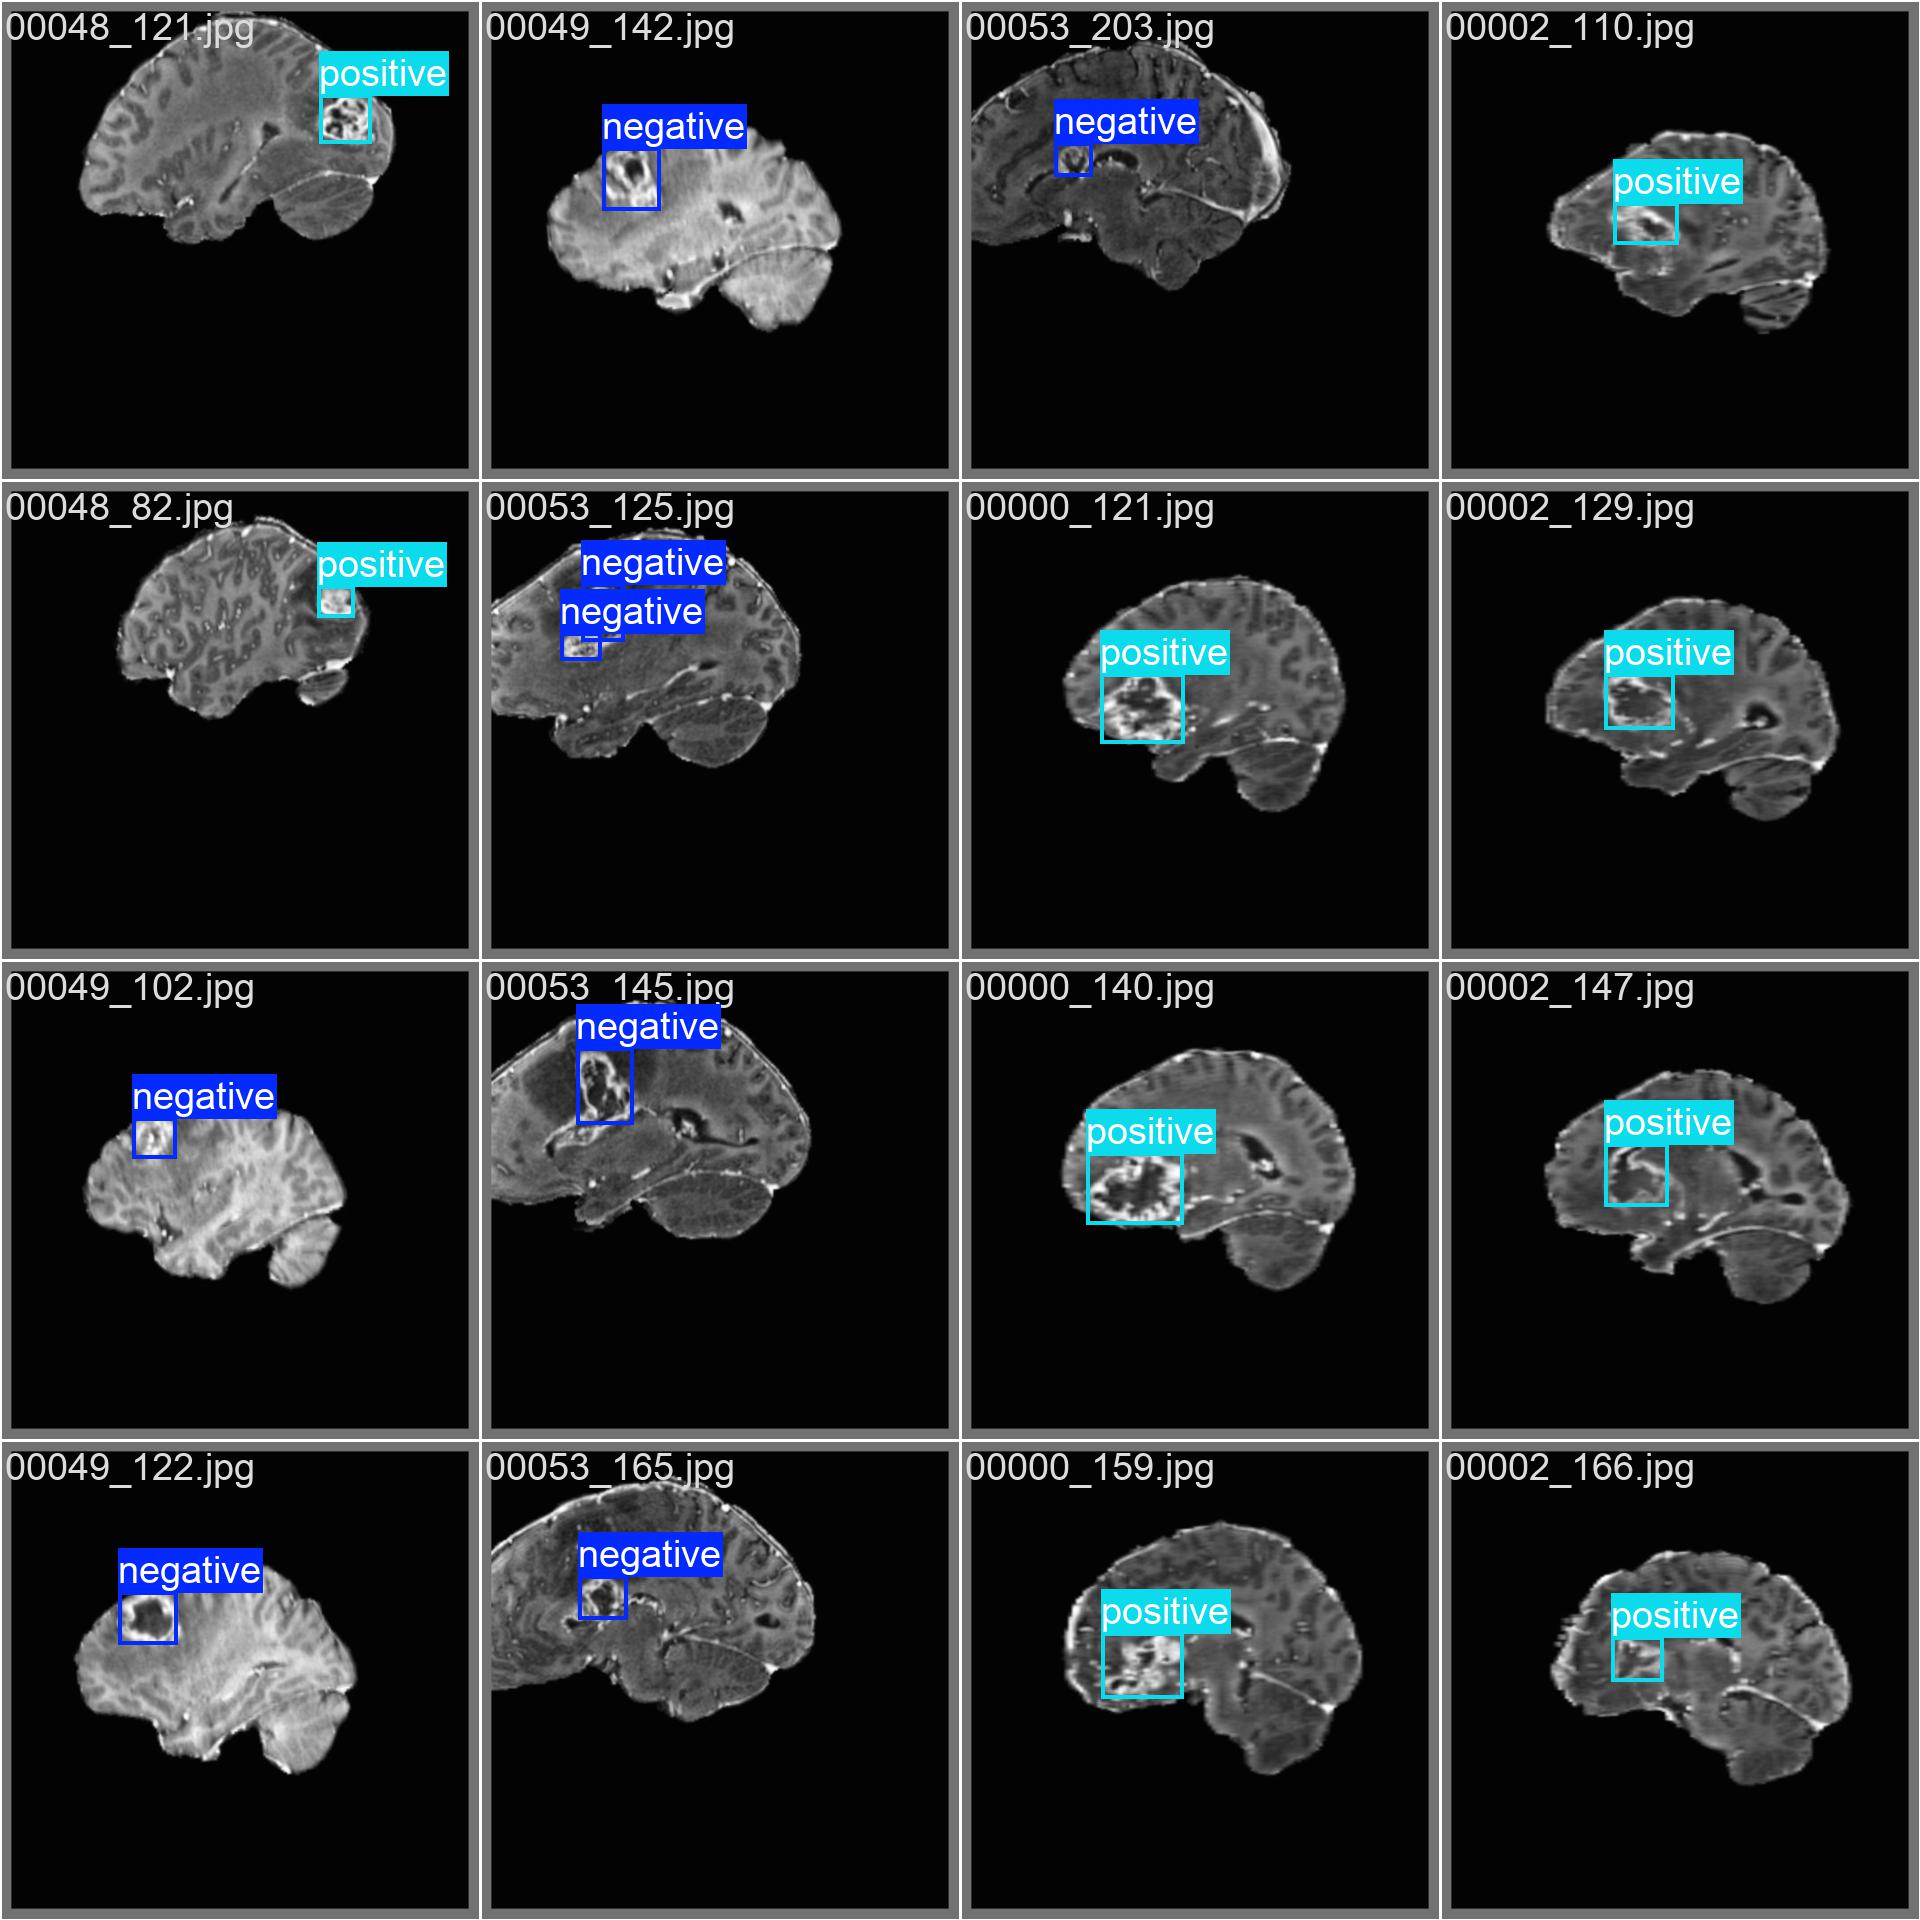 00048_121.jpg
positive
00049_142.jpg
negative
00053_203.jpg
negative
00002_110.jpg
positive
00048_82.jpg
positive
00053_125.jpg
negative
negative
00000_121.jpg
positive
00002_129.jpg
positive
00049_102.jpg
negative
00053_145.jpg
negative
00000_140.jpg
positive
00002_147.jpg
positive
00049_122.jpg
negative
00053_165.jpg
negative
00000_159.jpg
positive
00002_166.jpg
positive